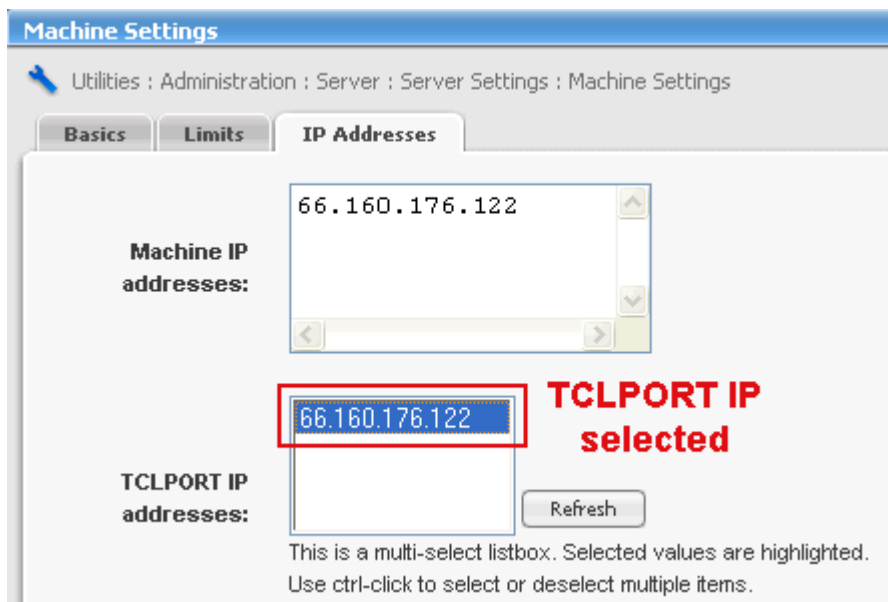 Machine Settings
Utilities : Administration : Server : Server Settings : Machine Settings
Basics Limits IP Addresses
66.160.176.122
Machine IP
addresses:
66.160.176.122
TCLPORT IP
selected
TCLPORT IP
addresses:
Refresh
This is a multi-select listbox. Selected values are highlighted.
Use ctrl-click to select or deselect multiple items.